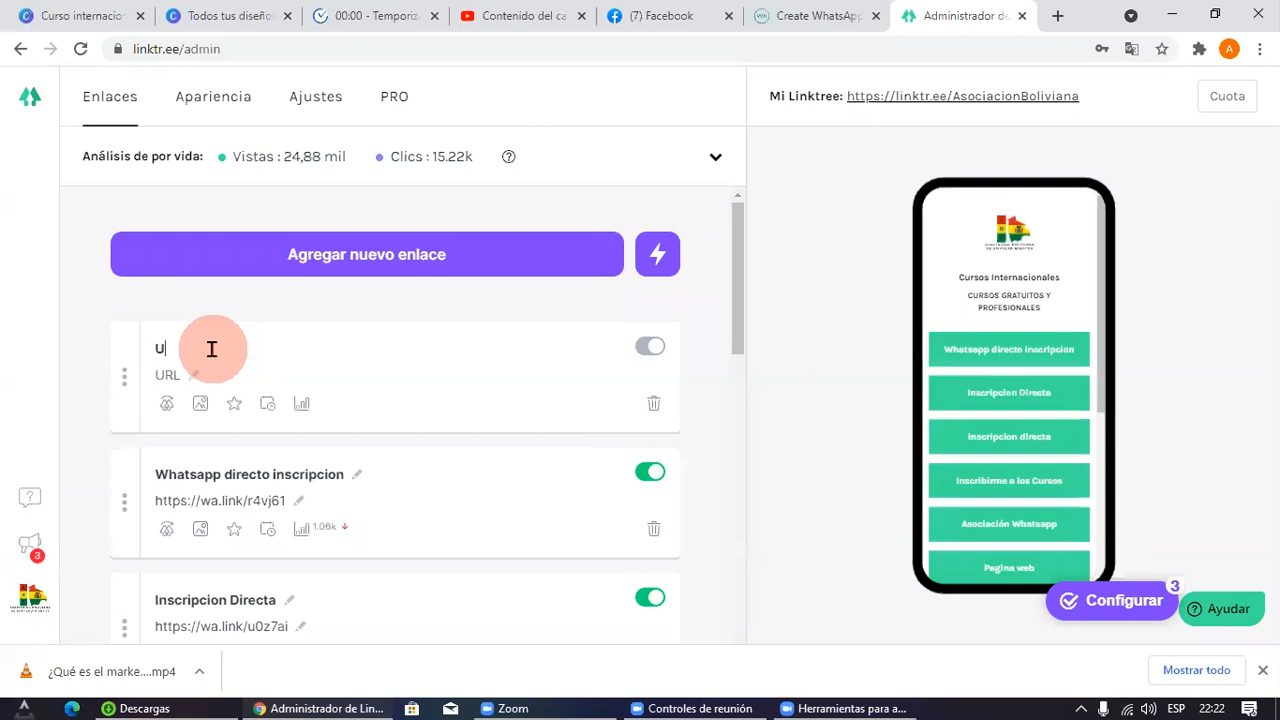 Canva
Tomar tus diseño
00:00 - Temporiza
Contenido del ca
(7) Facebook
Create WhatsApp
Administrador de
linktr.ee/admin
A
Enlaces
Apariencia
Ajustes
PRO
Mi Linktree: https://linktr.ee/AsociacionBoliviana
Cuota
Análisis de por vida:
Vistas : 24,88 mil
Clics : 15.22k
Agregar nuevo enlace
u
URL
Whatsapp directo inscripcion
https://wa.link/r4vj61
1.06k
Inscripcion Directa
https://wa.link/u0z7ai
Cursos Internacionales
CURSOS GRATUITOS Y
PROFESIONALES
Whatsapp directo inscripcion
Inscripcion Directa
inscripcion directa
Inscribirme a los Cursos
Asociación Whatsapp
Pagina web
3
Configurar
3
Ayudar
¿Qué es el marke....mp4
Mostrar todo
Descargas
Administrador de Lin...
Zoom
Controles de reunión
Herramientas para a...
ESP
22:22